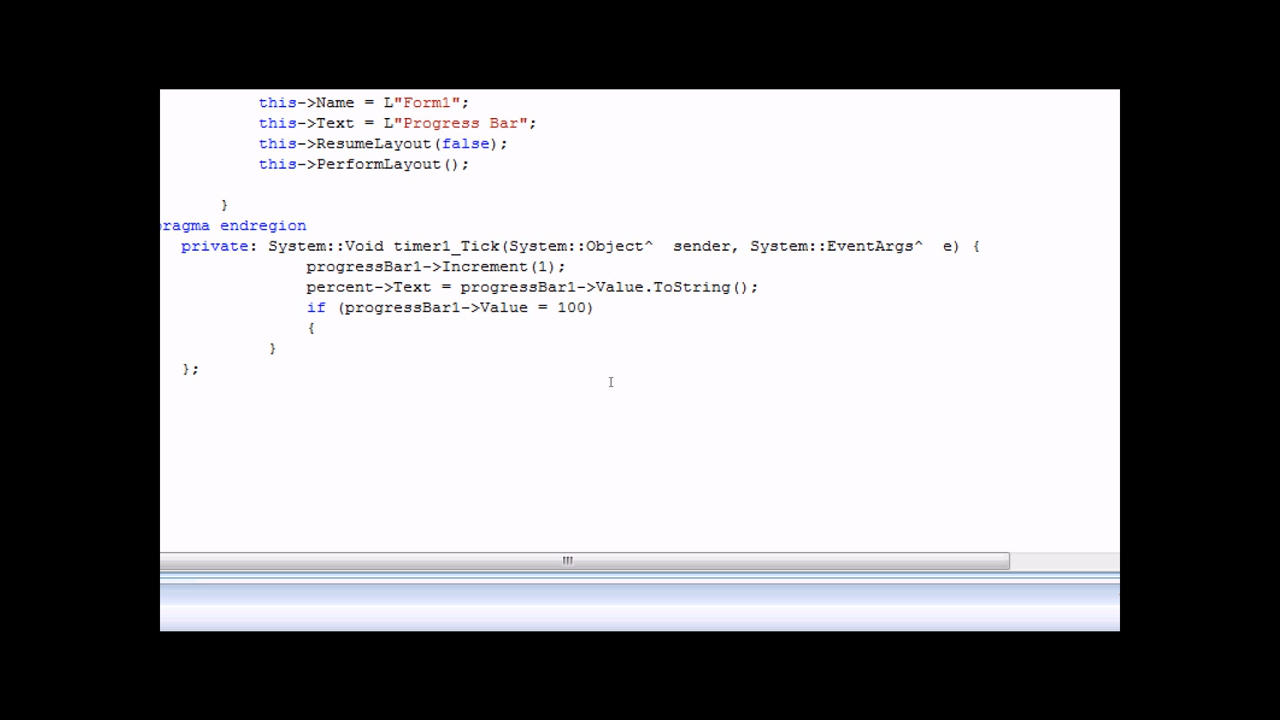 this->Name = L"Form1";
this->Text = L"Progress Bar";
this->ResumeLayout(false);
this->PerformLayout();
}
ragma endregion
private: System::Void timer1_Tick(System::Object^  sender, System::EventArgs^  e) {
progressBar1->Increment(1);
percent->Text = progressBar1->Value.ToString();
if (progressBar1->Value = 100)
{
}
};